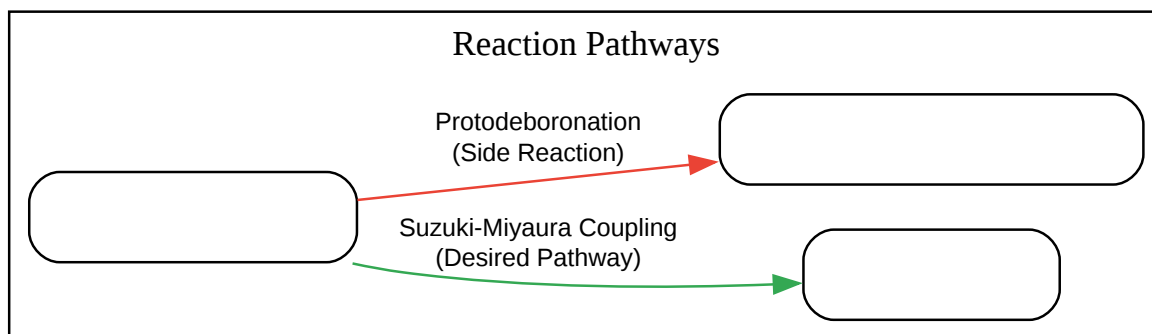 Reaction Pathways
Protodeboronation
(Side Reaction)
Suzuki-Miyaura Coupling
(Desired Pathway)